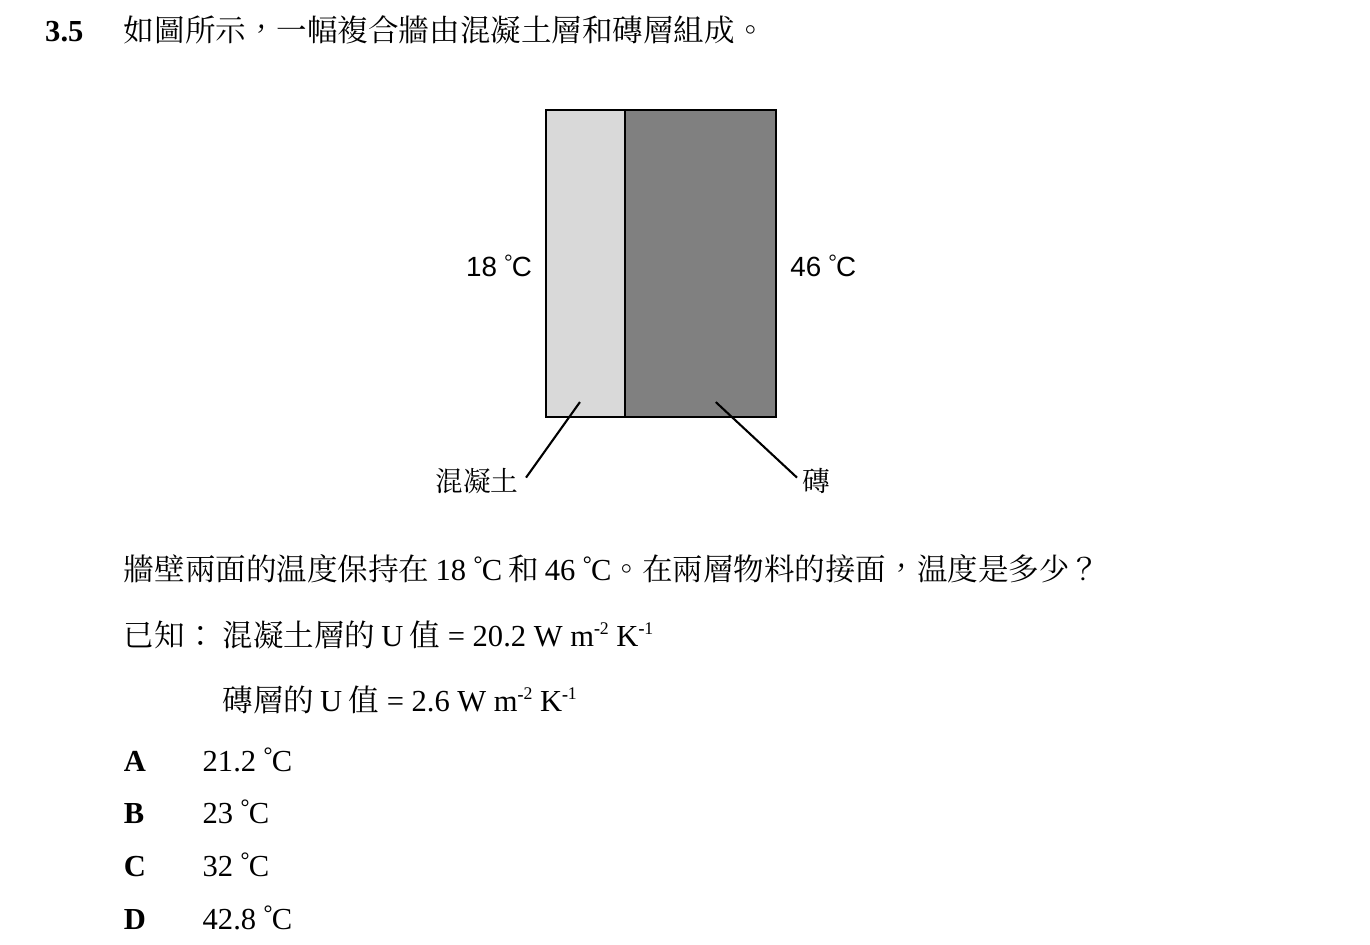 3.5 如圖所示，一幅複合牆由混凝土層和磚層組成。
18 °C
46 °C
混凝土
磚
牆壁兩面的温度保持在 18 °C 和 46 °C。在兩層物料的接面，温度是多少？
已知： 混凝土層的 U 值 = 20.2 W m⁻² K⁻¹
磚層的 U 值 = 2.6 W m⁻² K⁻¹
A 21.2 °C
B 23 °C
C 32 °C
D 42.8 °C